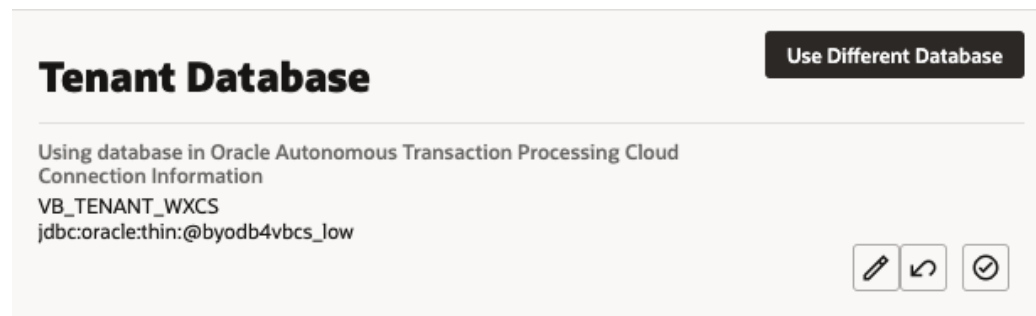 Use Different Database
Tenant Database
Using database in Oracle Autonomous Transaction Processing Cloud
Connection Information
VB_TENANT_WXCS
jdbc:oracle:thin:@byodb4vbcs_low